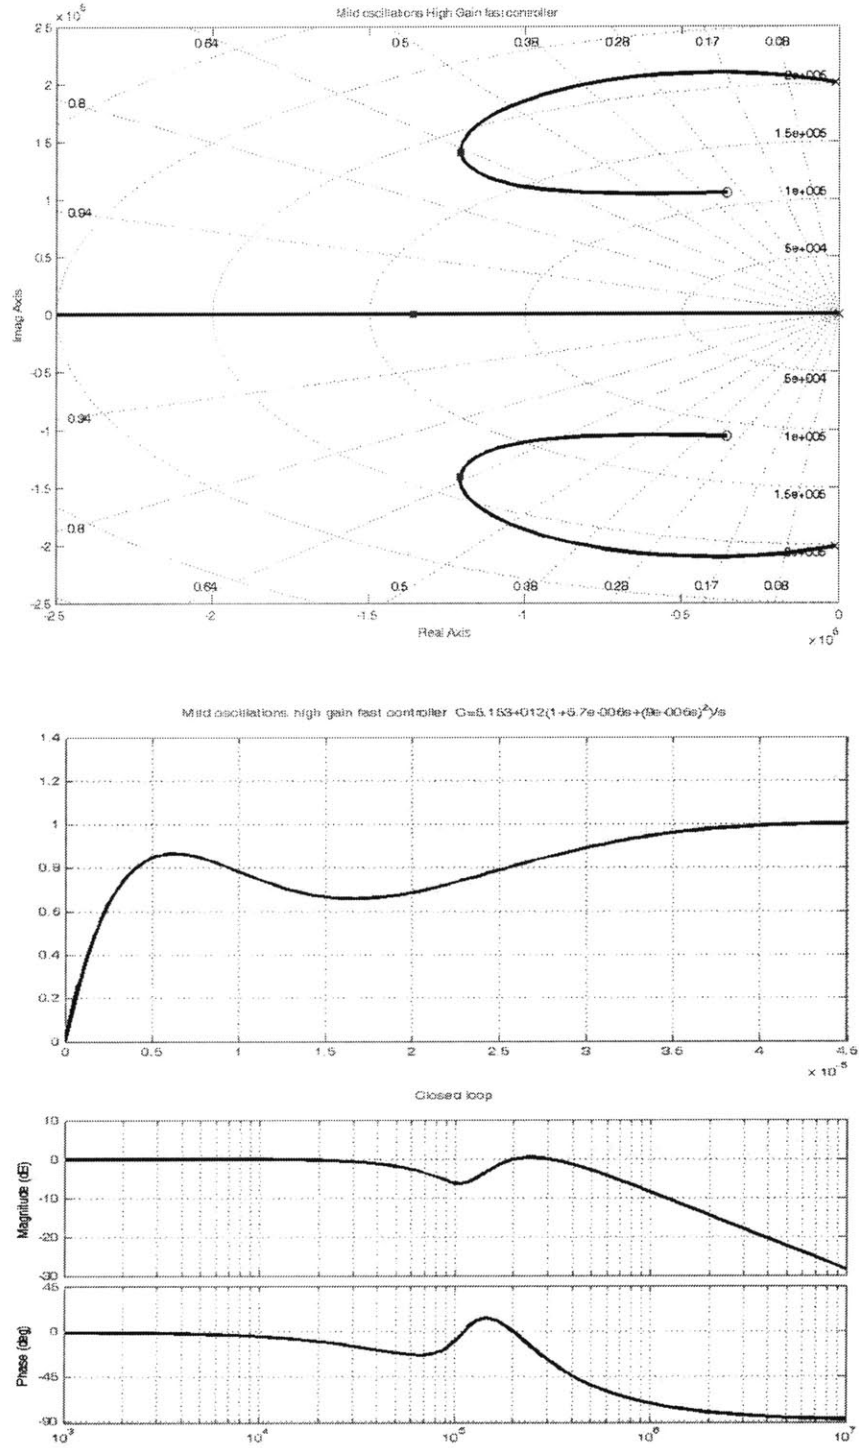 Mild oscillations High Gain fast controller
2.5 x 10^5
0.64 0.5 0.38 0.28 0.17 0.08
2 2e+005
0.8
1.5 1.5e+005
1 1e+005
0.94
0.5 5e+004
Imag Axis
0
-0.5 5e+004
0.94
-1 1e+005
-1.5 1.5e+005
0.8
-2 2e+005
0.64 0.5 0.38 0.28 0.17 0.08
-2.5
-2.5 -2 -1.5 -1 -0.5 0
Real Axis
x 10^5
Mild oscillations, high gain fast controller G=5.153+012(1+5.7e-006s+(9e-006s)^2)/s
1.4
1.2
1
0.8
0.6
0.4
0.2
0
0 0.5 1 1.5 2 2.5 3 3.5 4 4.5
x 10^-5
Closed loop
10
0
-10
-20
-30
Magnitude (dB)
45
0
-45
-90
Phase (deg)
10^3 10^4 10^5 10^6 10^7